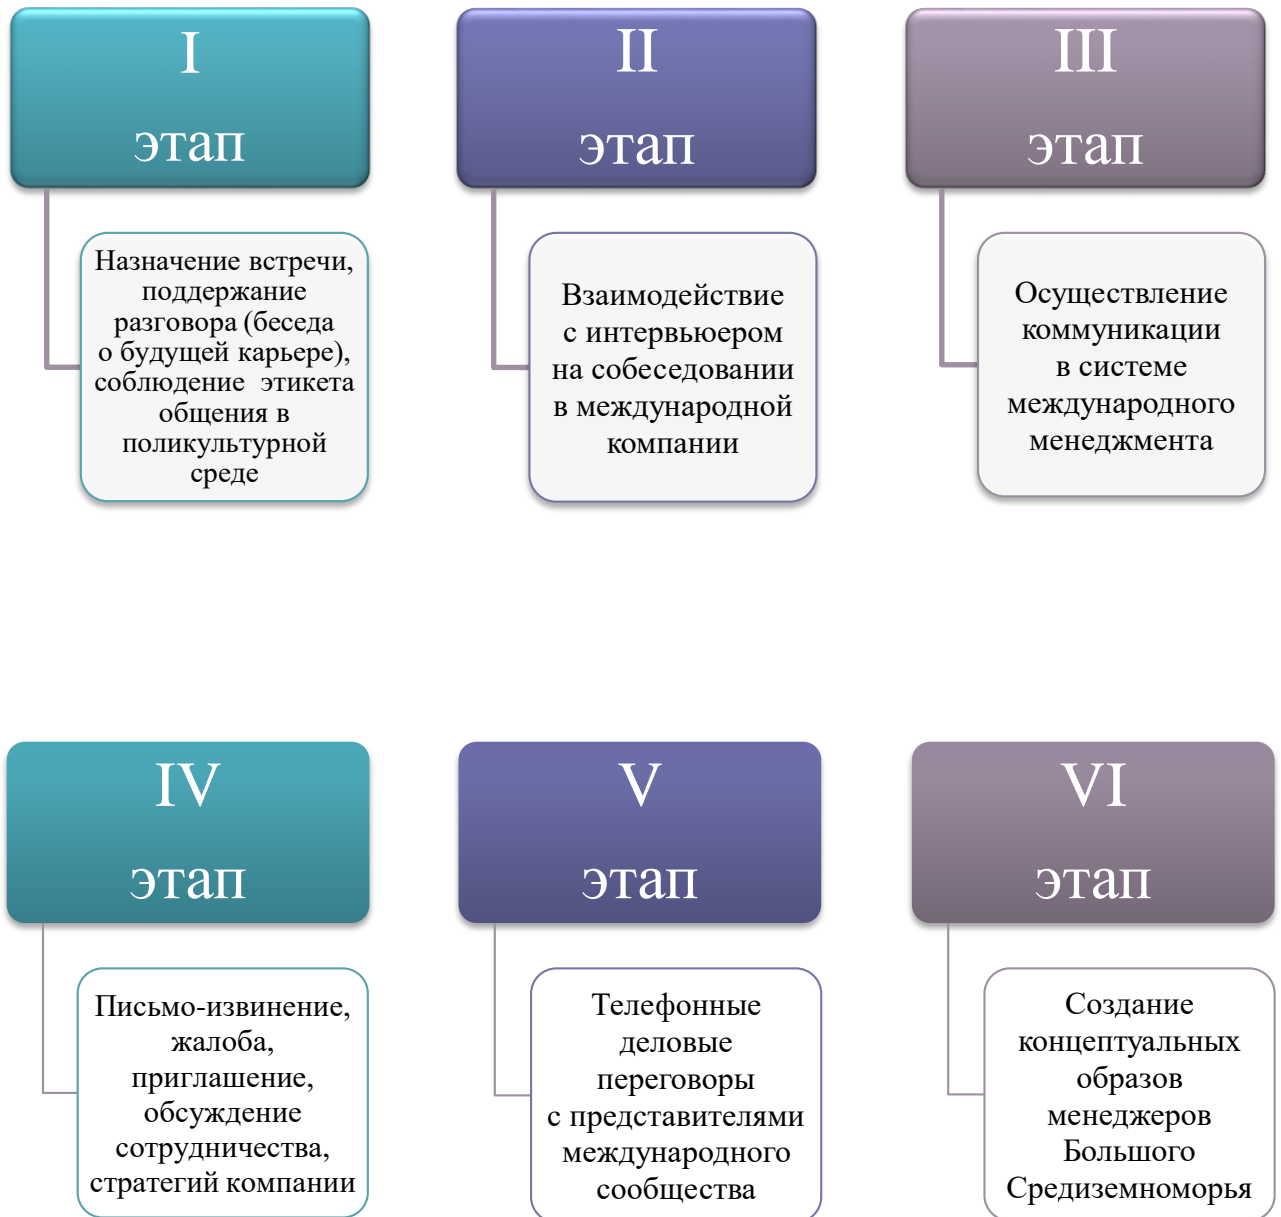 I
этап
Назначение встречи,
поддержание
разговора (беседа
о будущей карьере),
соблюдение этикета
общения в
поликультурной
среде
II
этап
Взаимодействие
с интервьюером
на собеседовании
в международной
компании
III
этап
Осуществление
коммуникации
в системе
международного
менеджмента
IV
этап
Письмо-извинение,
жалоба,
приглашение,
обсуждение
сотрудничества,
стратегий компании
V
этап
Телефонные
деловые
переговоры
с представителями
международного
сообщества
VI
этап
Создание
концептуальных
образов
менеджеров
Большого
Средиземноморья